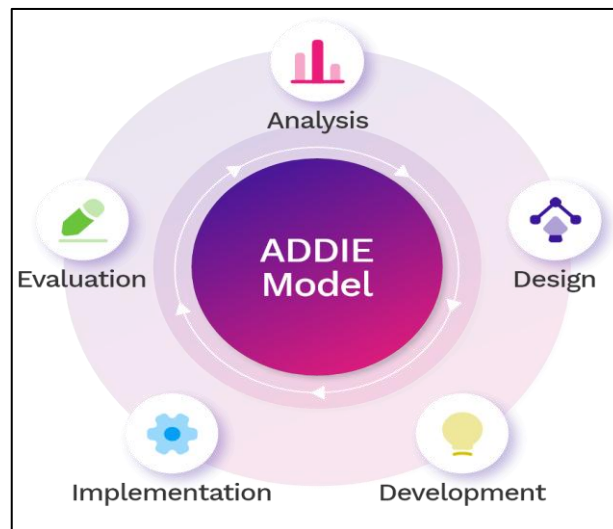 Analysis
ADDIE
Model
Evaluation
Design
Implementation
Development